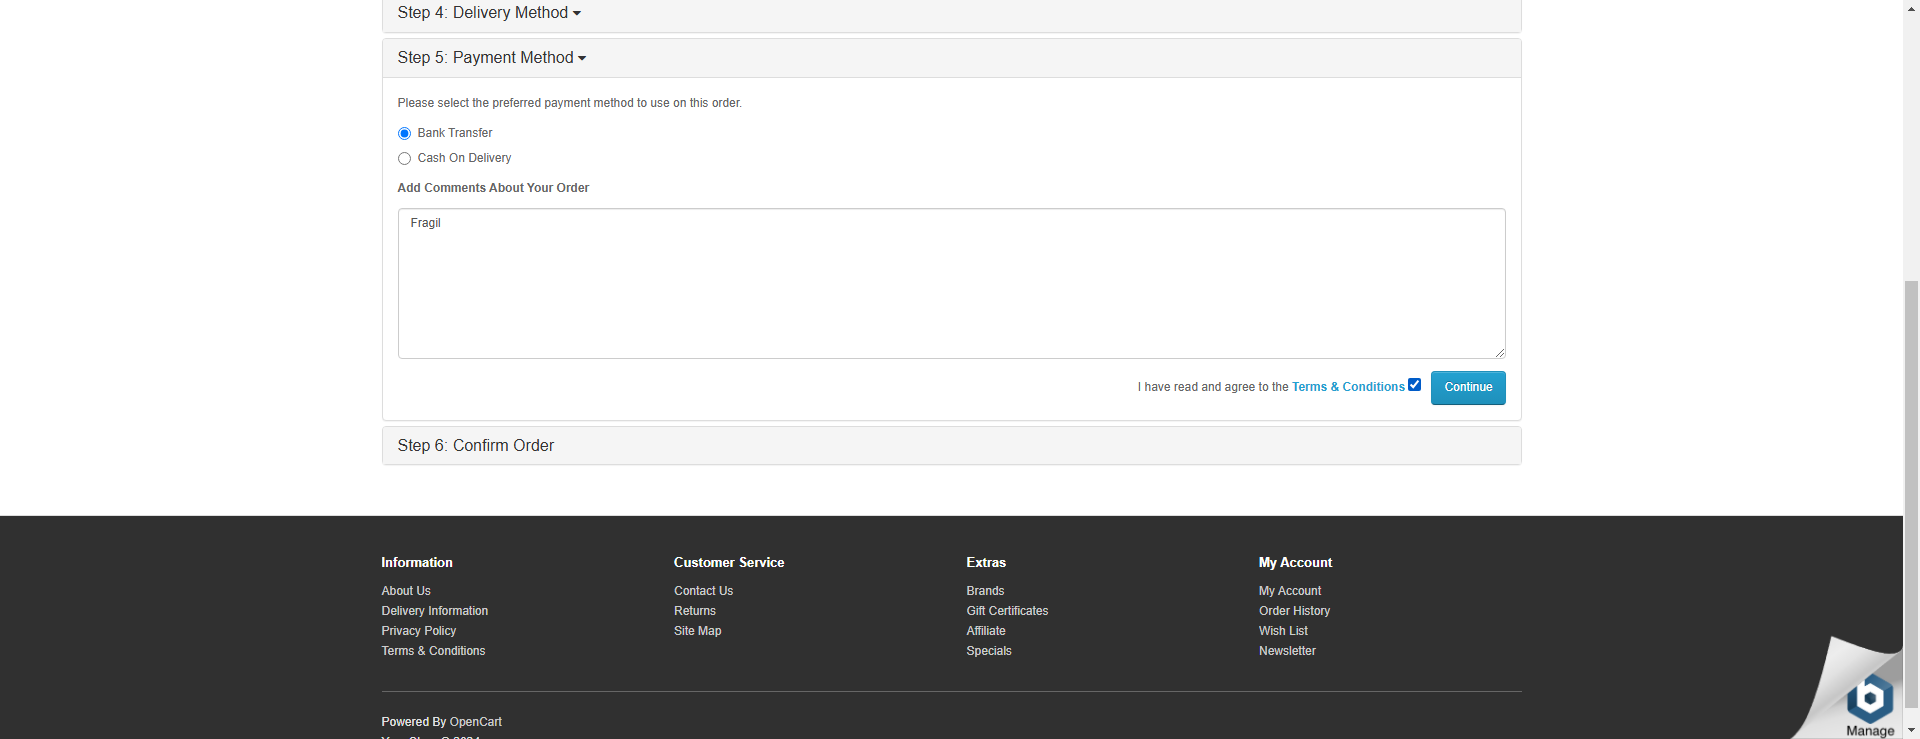 Step 4: Delivery Method
Step 5: Payment Method
Please select the preferred payment method to use on this order.
Bank Transfer
Cash On Delivery
Add Comments About Your Order
Fragil
I have read and agree to the Terms & Conditions
Continue
Step 6: Confirm Order
Information
About Us
Delivery Information
Privacy Policy
Terms & Conditions
Customer Service
Contact Us
Returns
Site Map
Extras
Brands
Gift Certificates
Affiliate
Specials
My Account
My Account
Order History
Wish List
Newsletter
Powered By OpenCart
Manage